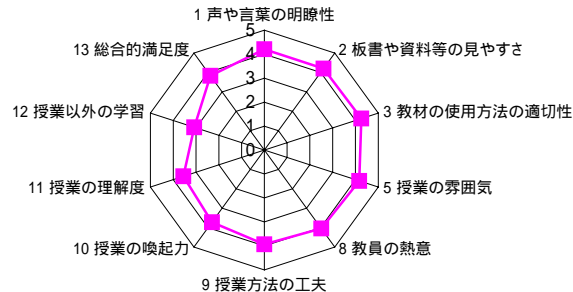 1 声や言葉の明瞭性
2 板書や資料等の見やすさ
3 教材の使用方法の適切性
5 授業の雰囲気
8 教員の熱意
9 授業方法の工夫
10 授業の喚起力
11 授業の理解度
12 授業以外の学習
13 総合的満足度
5
4
3
2
1
0